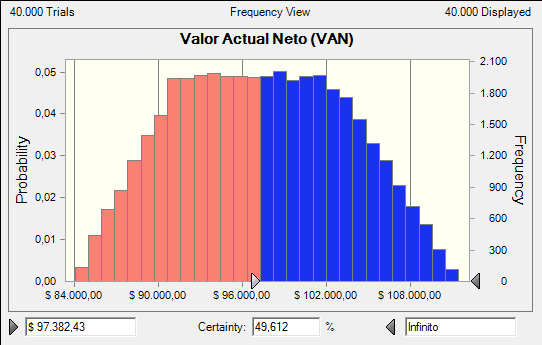 40.000 Trials Frequency View 40.000 Displayed
Valor Actual Neto (VAN)
0,05 2.100
0,04 1.800
0,03 1.500
0,02 1.200
0,01 900
0,00 600
300
0
Probability
Frequency
$ 84.000,00 $ 90.000,00 $ 96.000,00 $ 102.000,00 $ 108.000,00
$ 97.382,43 Certainty: 49,612 % Infinito